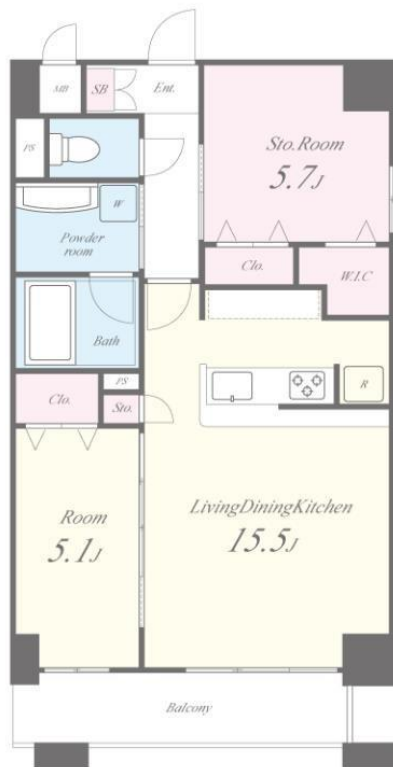 MB
SB
Ent.
PS
Sto.Room
5.7J
W
Powder
room
Clo.
W.I.C
Bath
PS
R
Clo.
Sto.
Room
5.1J
LivingDiningKitchen
15.5J
Balcony